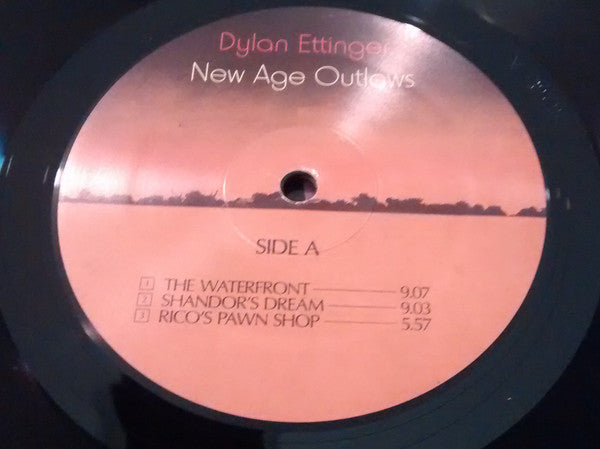 Dylan Ettinger
New Age Outlaws
SIDE A
1 THE WATERFRONT 9.07
2 SHANDOR'S DREAM 9.03
3 RICO'S PAWN SHOP 5.57